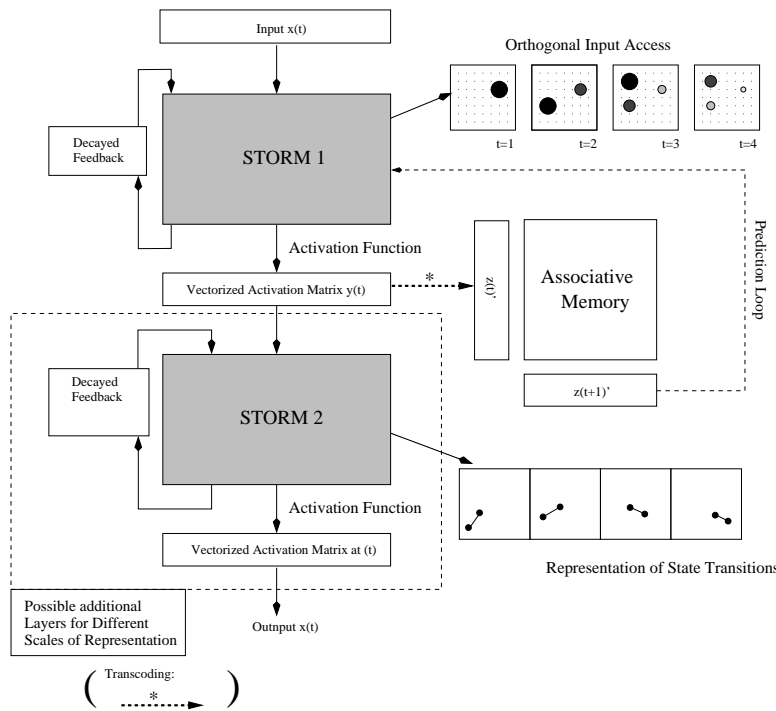 Input x(t)
Orthogonal Input Access
Decayed
Feedback
STORM 1
t=1
t=2
t=3
t=4
Activation Function
Vectorized Activation Matrix y(t)
*
z(t)'
Associative
Memory
Prediction Loop
z(t+1)'
Decayed
Feedback
STORM 2
Activation Function
Vectorized Activation Matrix at (t)
Representation of State Transitions
Possible additional
Layers for Different
Scales of Representation
Outnput x(t)
( Transcoding: )
*